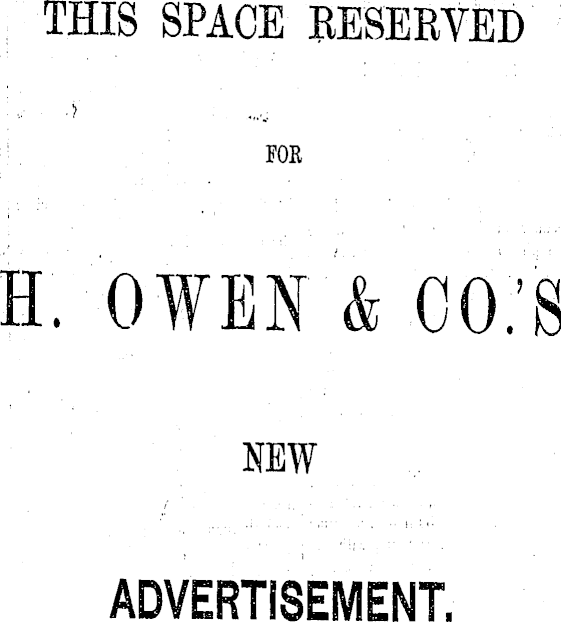 THIS SPACE RESERVED
FOR
H. OWEN & CO.'S
NEW
ADVERTISEMENT.